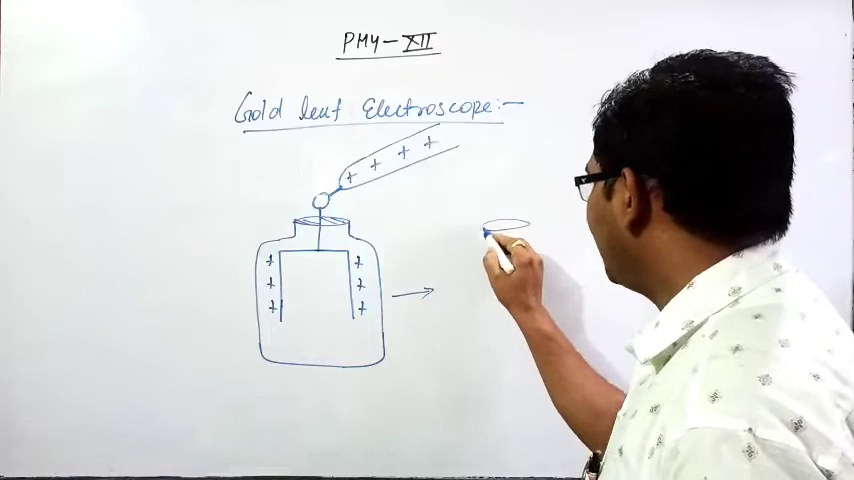 PHY-XII
Gold leaf Electroscope:-
+ + + +
+ +
+ +
+ +